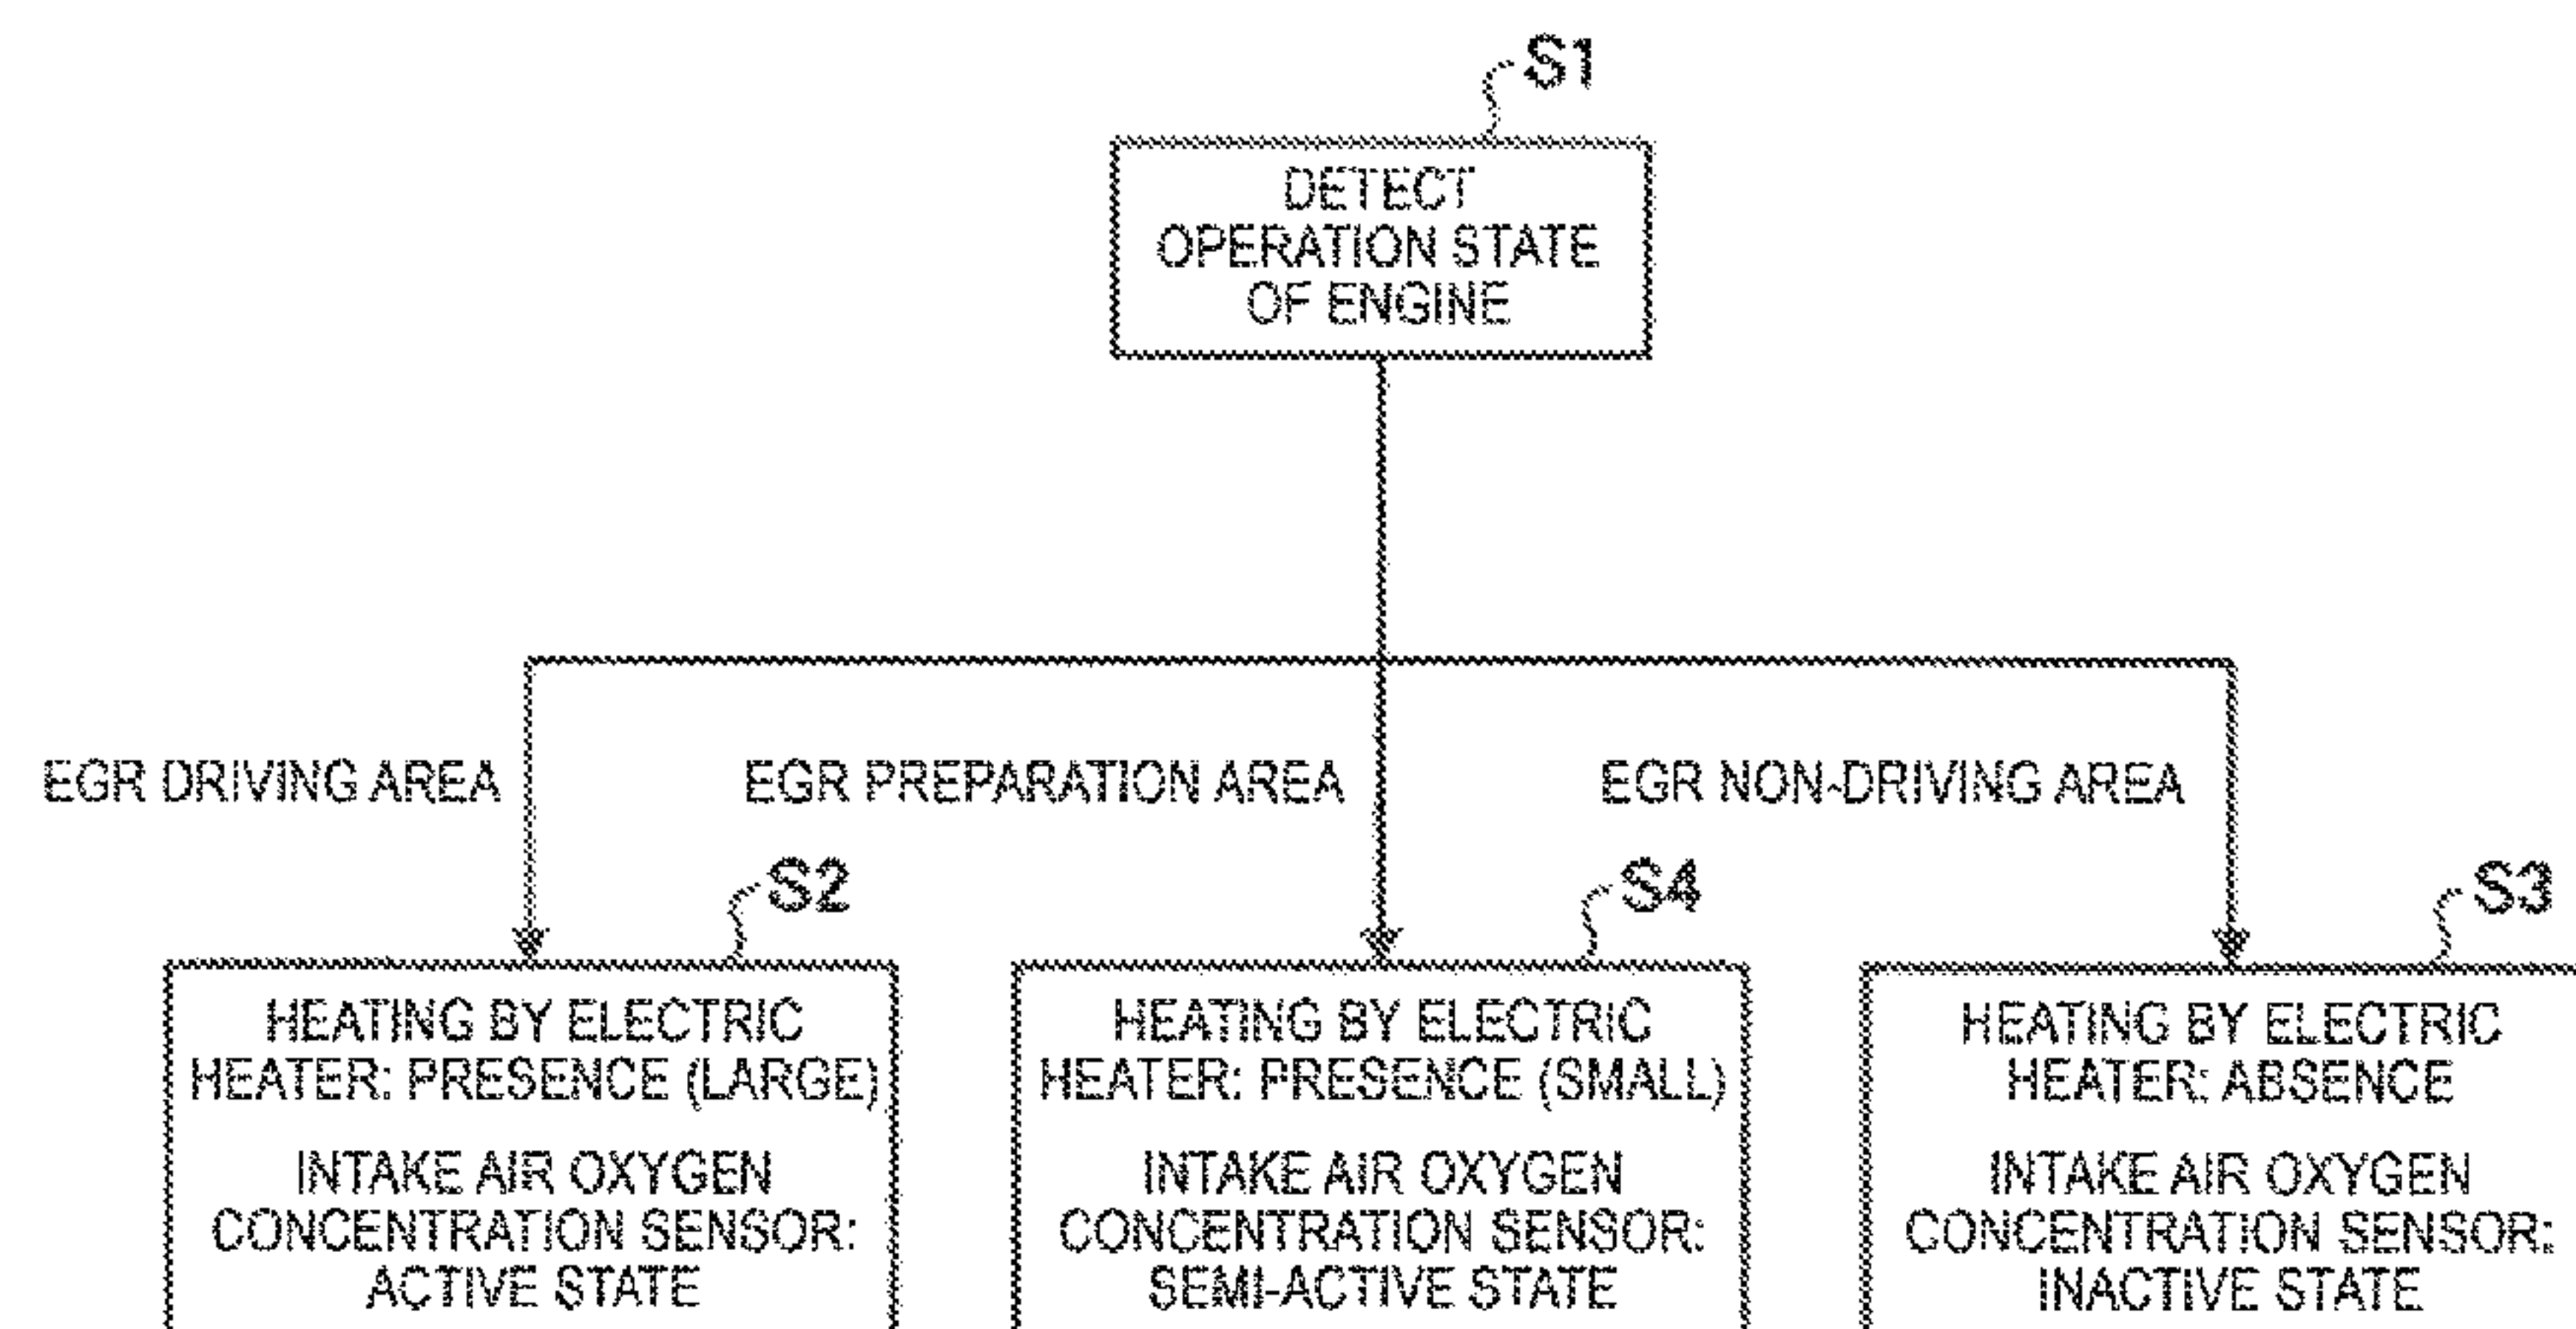 S1
DETECT
OPERATION STATE
OF ENGINE
EGR DRIVING AREA
EGR PREPARATION AREA
EGR NON-DRIVING AREA
S2
HEATING BY ELECTRIC
HEATER: PRESENCE (LARGE)
INTAKE AIR OXYGEN
CONCENTRATION SENSOR:
ACTIVE STATE
S4
HEATING BY ELECTRIC
HEATER: PRESENCE (SMALL)
INTAKE AIR OXYGEN
CONCENTRATION SENSOR:
SEMI-ACTIVE STATE
S3
HEATING BY ELECTRIC
HEATER: ABSENCE
INTAKE AIR OXYGEN
CONCENTRATION SENSOR:
INACTIVE STATE